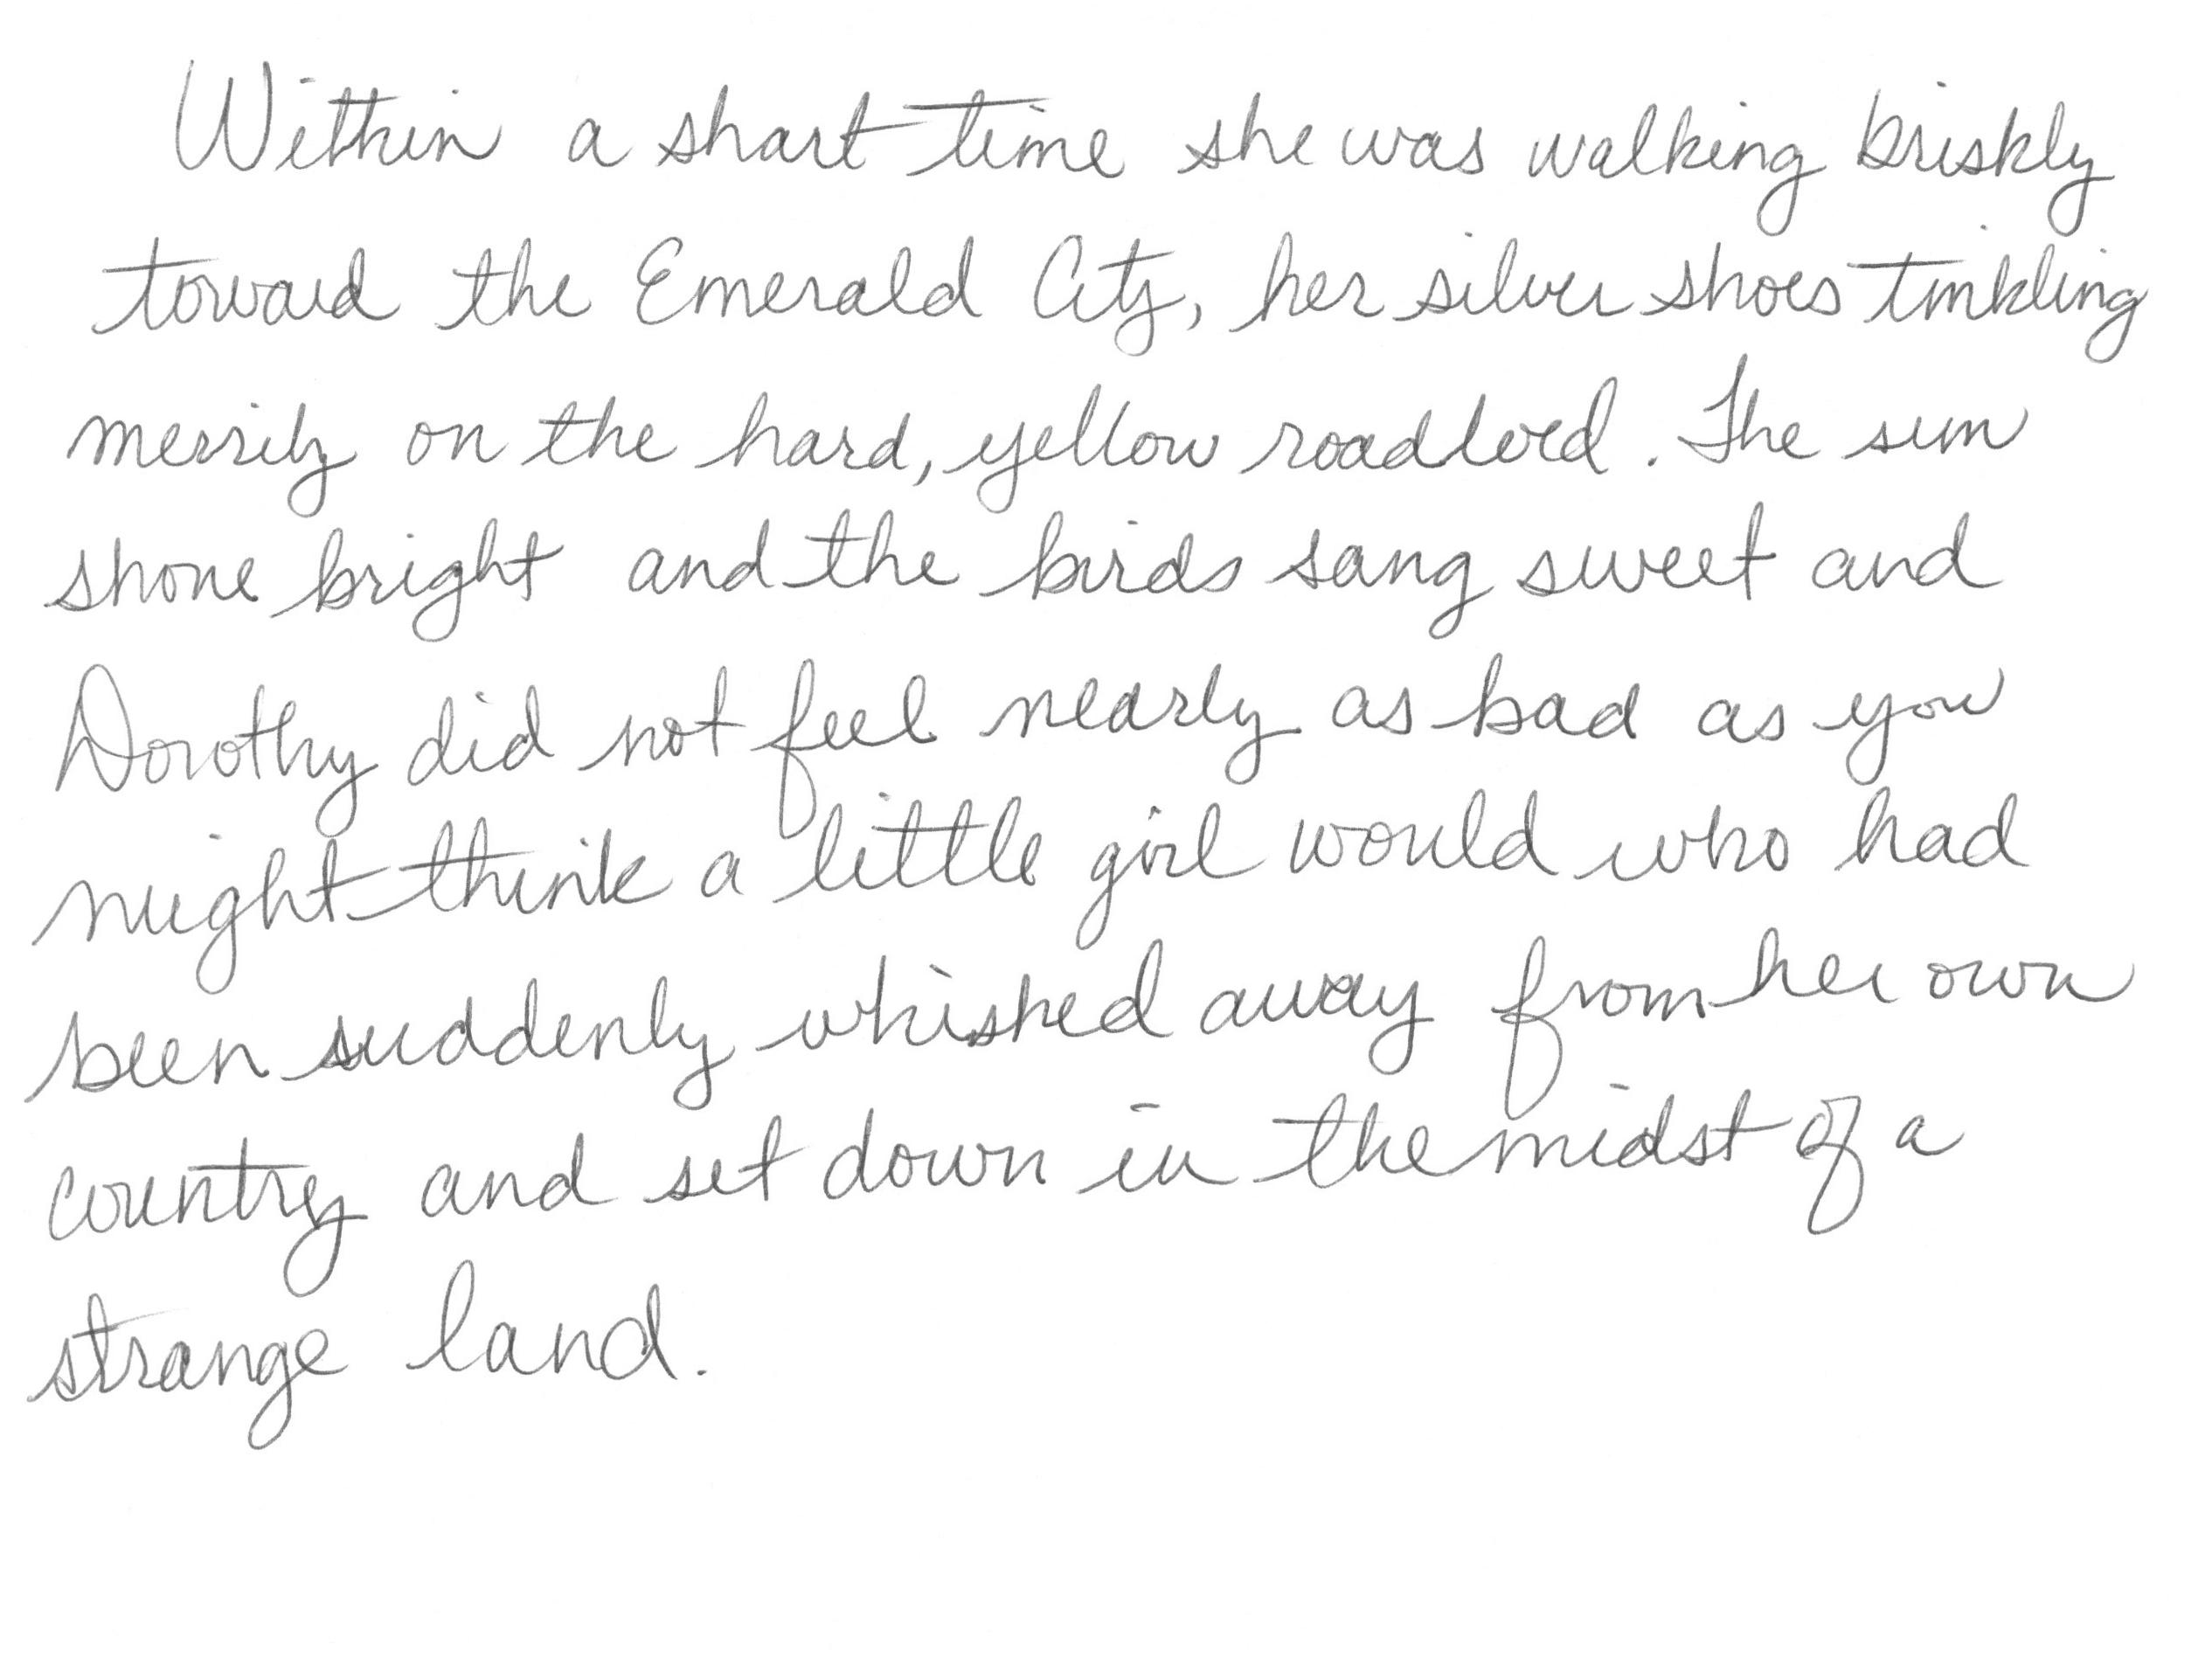 Within a short time she was walking briskly
toward the Emerald City, her silver shoes tinkling
merrily on the hard, yellow roadbed. The sun
shone bright and the birds sang sweet and
Dorothy did not feel nearly as bad as you
might think a little girl would who had
been suddenly whisked away from her own
country and set down in the midst of a
strange land.